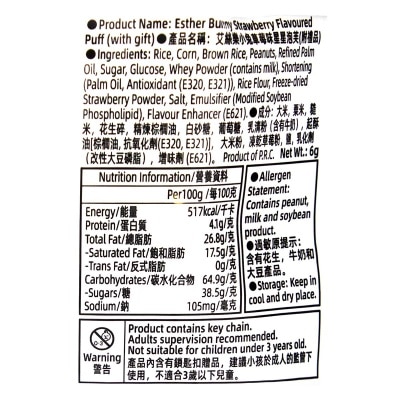 ●Product Name: Esther Bunny Strawberry Flavoured
Puff (with gift) ●產品名稱: 艾絲樂小兔草莓味星星泡芙(附禮品)
●Ingredients: Rice, Corn, Brown Rice, Peanuts, Refined Palm
Oil, Sugar, Glucose, Whey Powder (contains milk), Shortening
(Palm Oil, Antioxidant (E320, E321)), Rice Flour, Freeze-dried
Strawberry Powder, Salt, Emulsifier (Modified Soybean
Phospholipid), Flavour Enhancer (E621). ●成分: 大米, 粟米, 糙
米, 花生碎, 精煉棕櫚油, 白砂糖, 葡萄糖, 乳清粉 (含有牛奶), 起酥
油[棕櫚油, 抗氧化劑(E320, E321)], 大米粉, 凍乾草莓粉, 鹽, 乳化劑
(改性大豆磷脂), 增味劑 (E621). Product of P.R.C. Net Wt.: 6g
Nutrition Information/營養資料
Per100g /每100克
Energy/能量 517kcal/千卡
Protein/蛋白質 4.1g/克
Total Fat/總脂肪 26.8g/克
-Saturated Fat/飽和脂肪 17.5g/克
-Trans Fat/反式脂肪 0g/克
Carbohydrates/碳水化合物 64.9g/克
-Sugars/糖 38.5g/克
Sodium/鈉 105mg/毫克
●Allergen
Statement:
Contains peanut,
milk and soybean
product.
●過敏原提示:
含有花生, 牛奶和
大豆產品。
●Storage: Keep in
cool and dry place.
0-3
Warning
警告
Product contains key chain.
Adults supervision recommended.
Not suitable for children under 3 years old.
產品內含有鎖匙扣贈品, 建議小孩於成人的監督下
使用, 不適合3歲以下兒童。